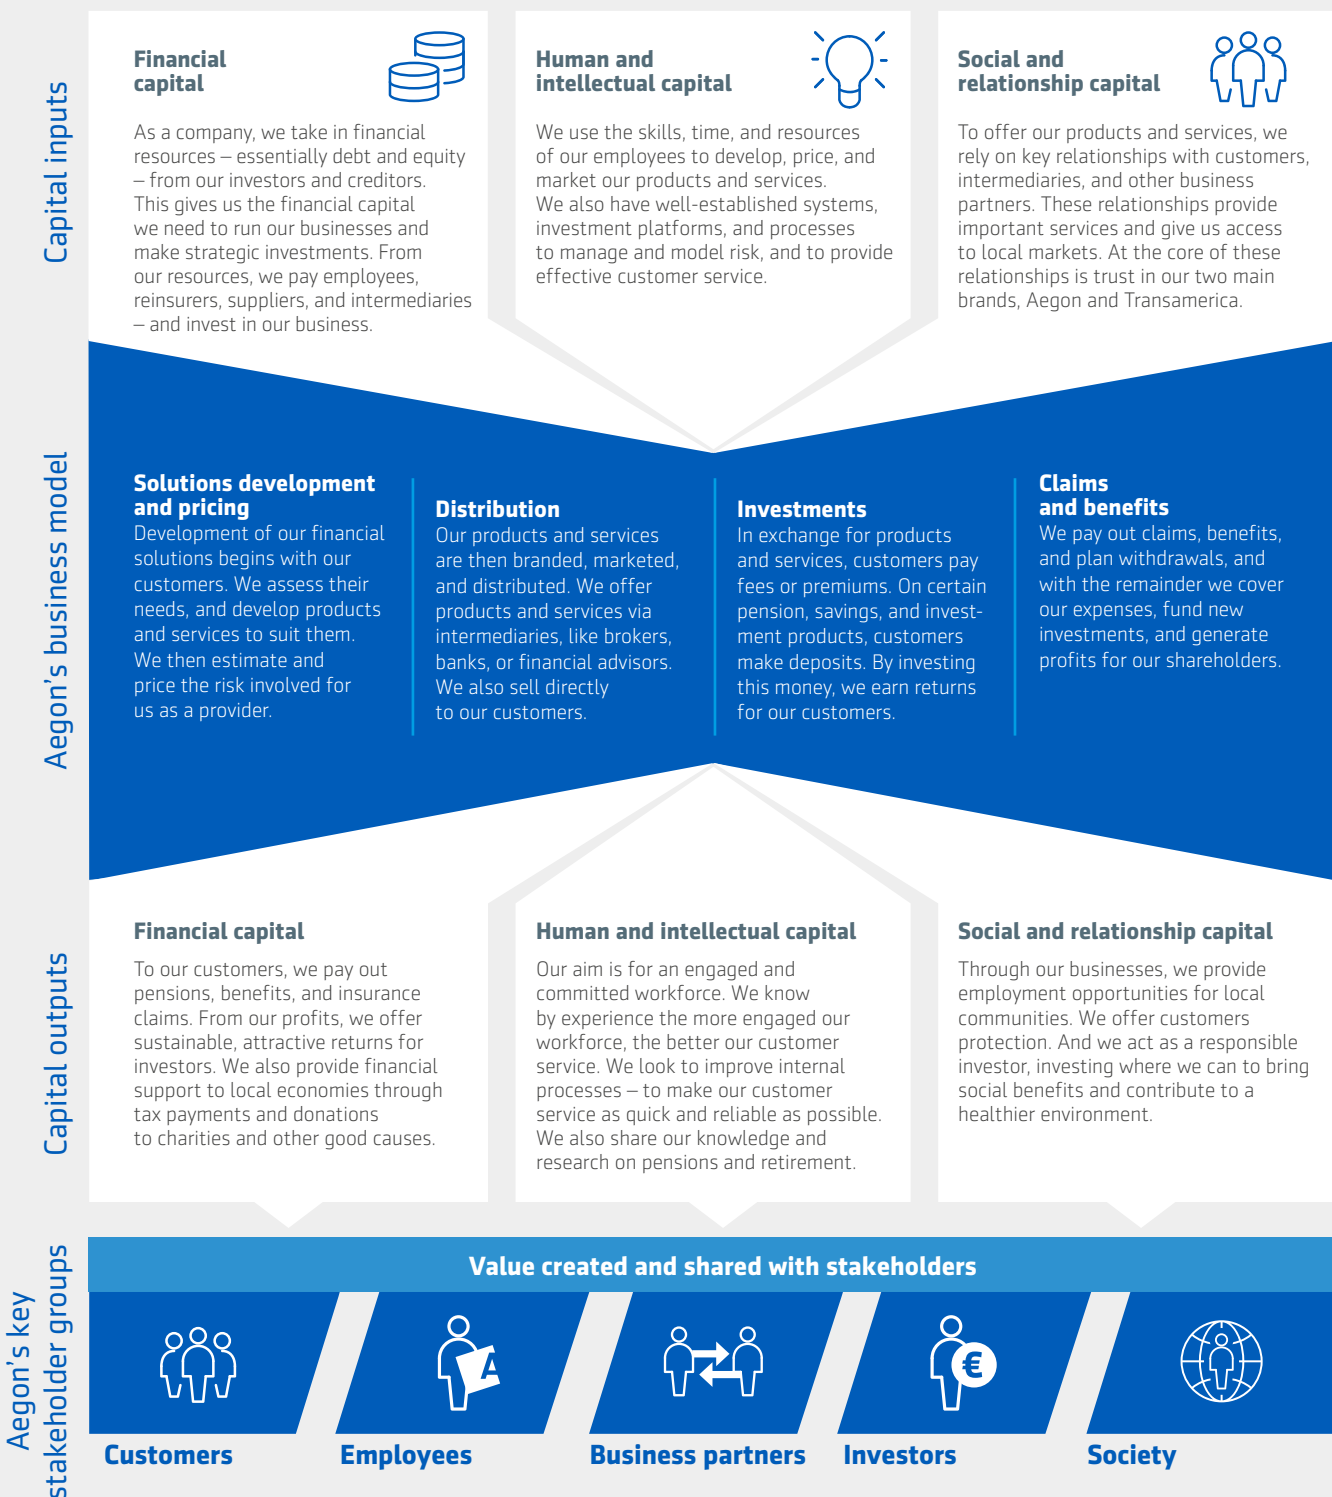 Capital inputs
Financial
capital
As a company, we take in financial
resources – essentially debt and equity
– from our investors and creditors.
This gives us the financial capital
we need to run our businesses and
make strategic investments. From
our resources, we pay employees,
reinsurers, suppliers, and intermediaries
– and invest in our business.
Human and
intellectual capital
We use the skills, time, and resources
of our employees to develop, price, and
market our products and services.
We also have well-established systems,
investment platforms, and processes
to manage and model risk, and to provide
effective customer service.
Social and
relationship capital
To offer our products and services, we
rely on key relationships with customers,
intermediaries, and other business
partners. These relationships provide
important services and give us access
to local markets. At the core of these
relationships is trust in our two main
brands, Aegon and Transamerica.
Aegon's business model
Solutions development
and pricing
Development of our financial
solutions begins with our
customers. We assess their
needs, and develop products
and services to suit them.
We then estimate and
price the risk involved for
us as a provider.
Distribution
Our products and services
are then branded, marketed,
and distributed. We offer
products and services via
intermediaries, like brokers,
banks, or financial advisors.
We also sell directly
to our customers.
Investments
In exchange for products
and services, customers pay
fees or premiums. On certain
pension, savings, and invest-
ment products, customers
make deposits. By investing
this money, we earn returns
for our customers.
Claims
and benefits
We pay out claims, benefits,
and plan withdrawals, and
with the remainder we cover
our expenses, fund new
investments, and generate
profits for our shareholders.
Capital outputs
Financial capital
To our customers, we pay out
pensions, benefits, and insurance
claims. From our profits, we offer
sustainable, attractive returns for
investors. We also provide financial
support to local economies through
tax payments and donations
to charities and other good causes.
Human and intellectual capital
Our aim is for an engaged and
committed workforce. We know
by experience the more engaged our
workforce, the better our customer
service. We look to improve internal
processes – to make our customer
service as quick and reliable as possible.
We also share our knowledge and
research on pensions and retirement.
Social and relationship capital
Through our businesses, we provide
employment opportunities for local
communities. We offer customers
protection. And we act as a responsible
investor, investing where we can to bring
social benefits and contribute to a
healthier environment.
Aegon's key
stakeholder groups
Value created and shared with stakeholders
A
€
Customers
Employees
Business partners
Investors
Society